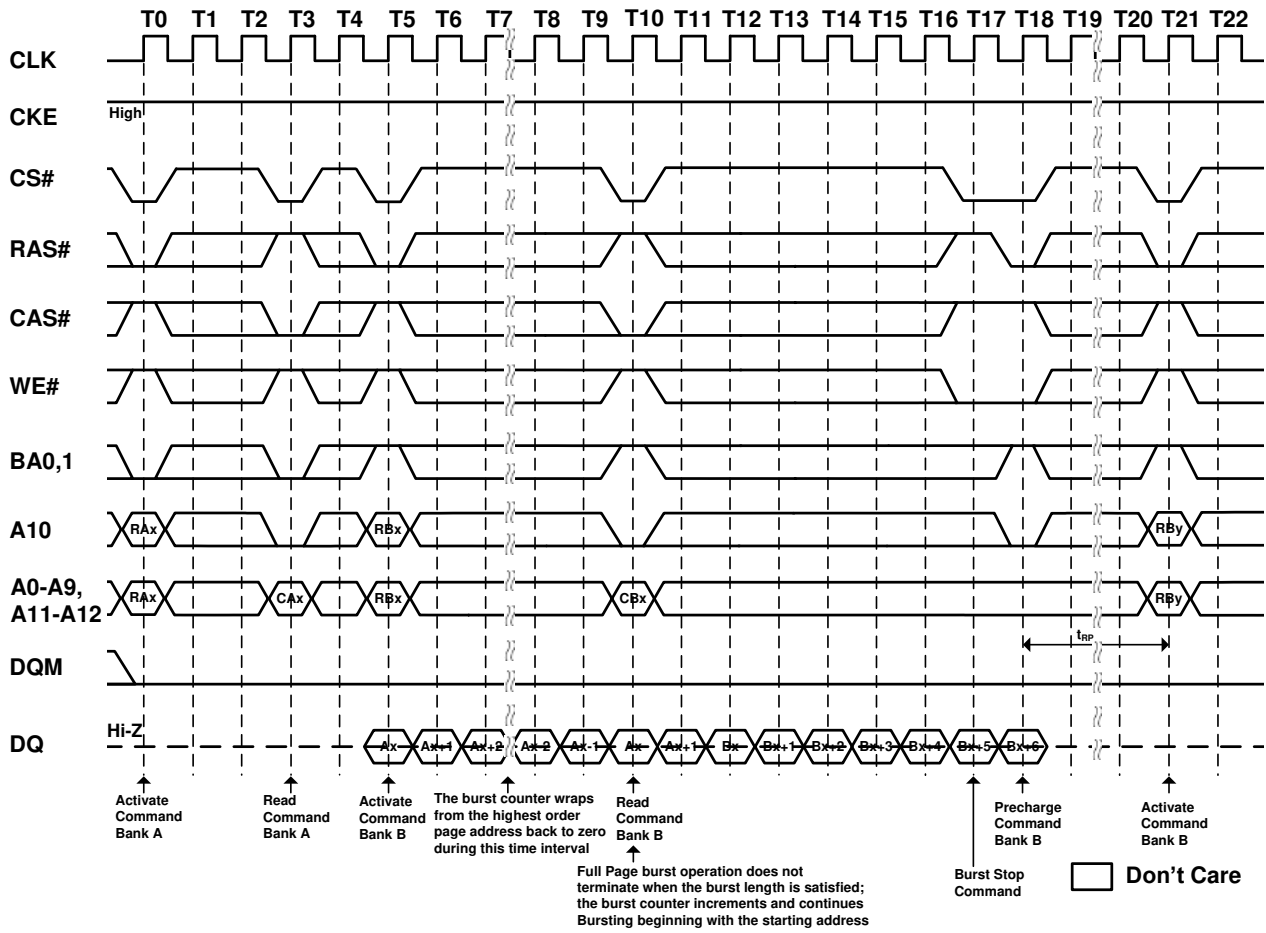 T0 T1 T2 T3 T4 T5 T6 T7 T8 T9 T10 T11 T12 T13 T14 T15 T16 T17 T18 T19 T20 T21 T22
CLK
CKE
High
CS#
RAS#
CAS#
WE#
BA0,1
A10
RAx RBx RBy
A0-A9,
A11-A12
RAx CAx RBx CBx RBy
tRP
DQM
DQ
Hi-Z
Ax Ax+1 Ax+2 Ax-2 Ax-1 Ax Ax+1 Bx Bx+1 Bx+2 Bx+3 Bx+4 Bx+5 Bx+6
Activate
Command
Bank A
Read
Command
Bank A
Activate
Command
Bank B
The burst counter wraps
from the highest order
page address back to zero
during this time interval
Read
Command
Bank B
Full Page burst operation does not
terminate when the burst length is satisfied;
the burst counter increments and continues
Bursting beginning with the starting address
Burst Stop
Command
Precharge
Command
Bank B
Activate
Command
Bank B
Don't Care